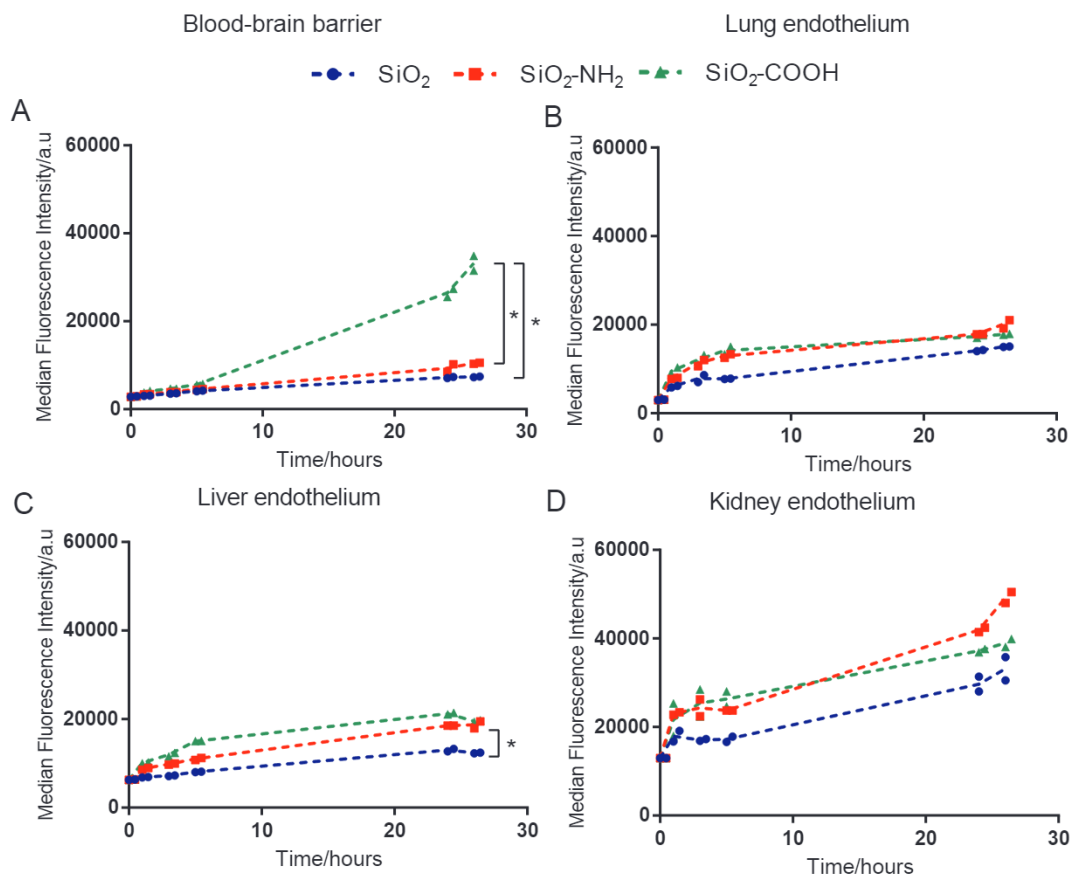 Blood-brain barrier
Lung endothelium
SiO₂
SiO₂-NH₂
SiO₂-COOH
A
Median Fluorescence Intensity/a.u
60000
40000
20000
0
0 10 20 30
Time/hours
*
*
B
Median Fluorescence Intensity/a.u
60000
40000
20000
0
0 10 20 30
Time/hours
C
Liver endothelium
Median Fluorescence Intensity/a.u
60000
40000
20000
0
0 10 20 30
Time/hours
*
D
Kidney endothelium
Median Fluorescence Intensity/a.u
60000
40000
20000
0
0 10 20 30
Time/hours